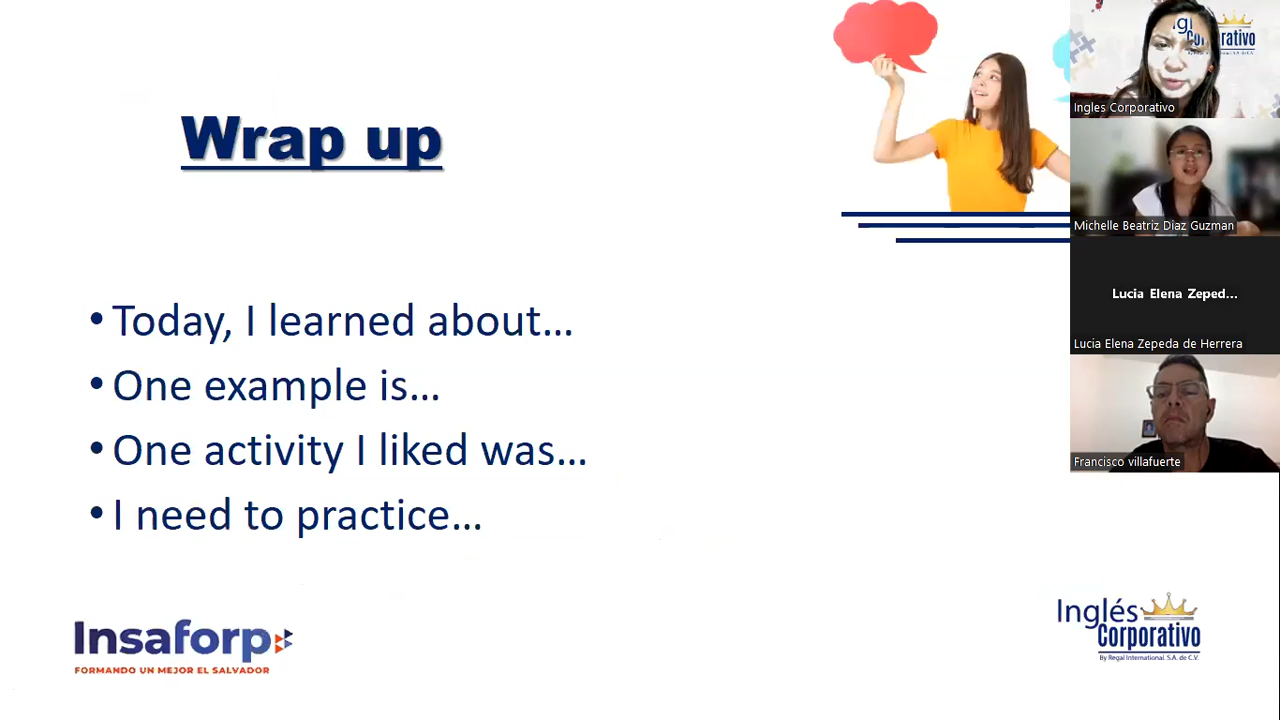 Wrap up
• Today, I learned about...
• One example is...
• One activity I liked was...
• I need to practice...
Insaforp
FORMANDO UN MEJOR EL SALVADOR
Inglés
Corporativo
By Regal International, S.A. de C.V.
Ingles Corporativo
Michelle Beatriz Diaz Guzman
Lucia Elena Zeped...
Lucia Elena Zepeda de Herrera
Francisco villafuerte